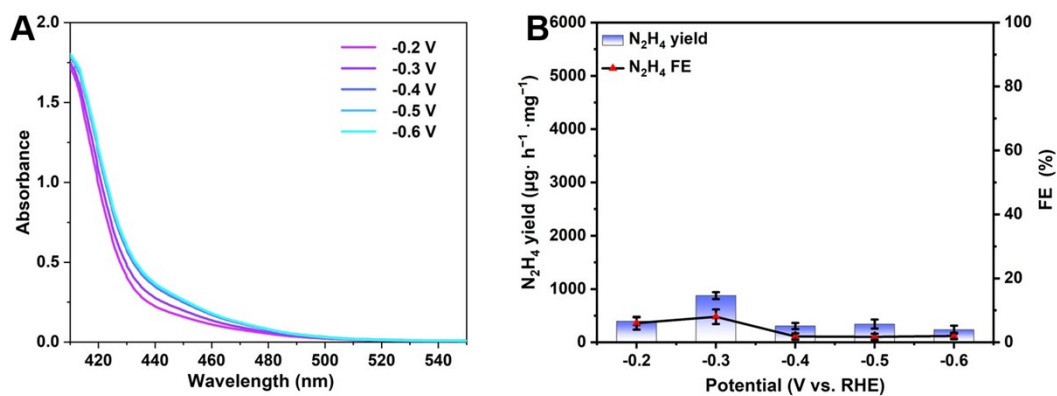 A
2.0
1.5
1.0
0.5
0.0
Absorbance
-0.2 V
-0.3 V
-0.4 V
-0.5 V
-0.6 V
420 440 460 480 500 520 540
Wavelength (nm)
B
6000
5000
4000
3000
2000
1000
0
N₂H₄ yield (µg· h⁻¹ ·mg⁻¹)
N₂H₄ yield
N₂H₄ FE
100
80
60
40
20
0
FE (%)
-0.2 -0.3 -0.4 -0.5 -0.6
Potential (V vs. RHE)